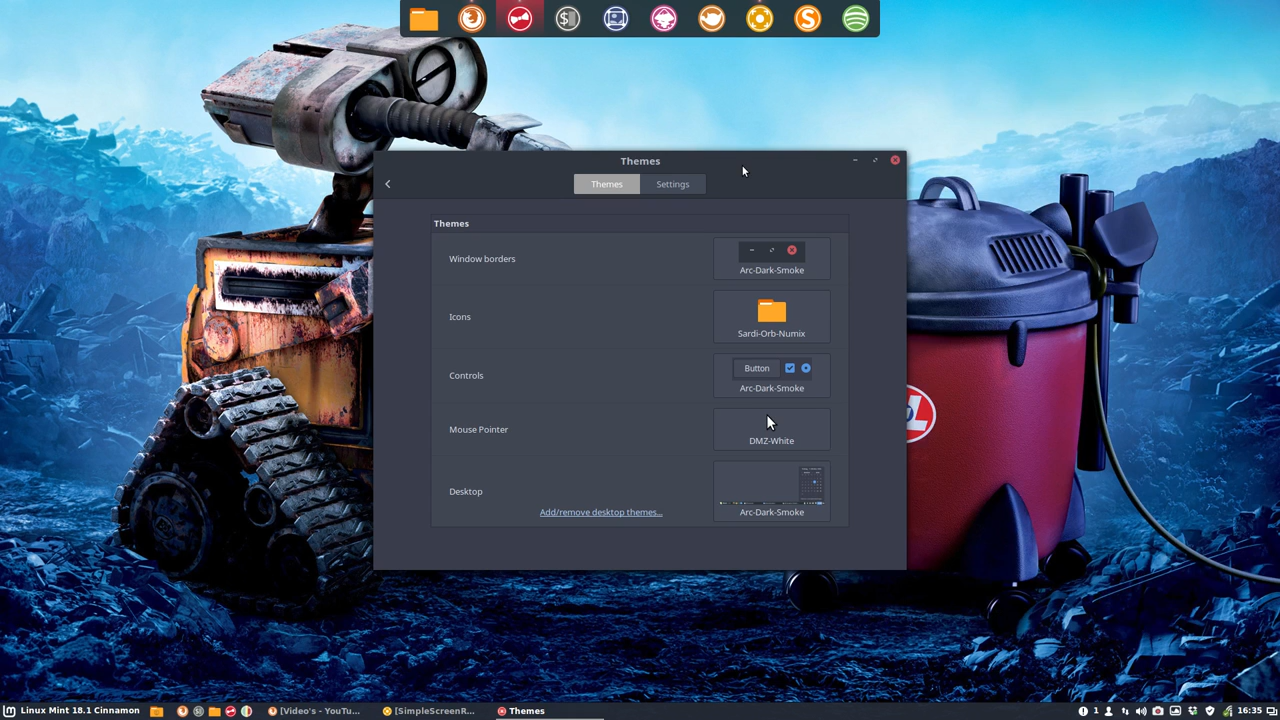 Themes
Themes
Settings
Themes
Window borders
Arc-Dark-Smoke
Icons
Sardi-Orb-Numix
Controls
Button
Arc-Dark-Smoke
Mouse Pointer
DMZ-White
Desktop
Add/remove desktop themes...
Arc-Dark-Smoke
Linux Mint 18.1 Cinnamon
[Video's - YouTu...
[SimpleScreenR...
Themes
1
16:35